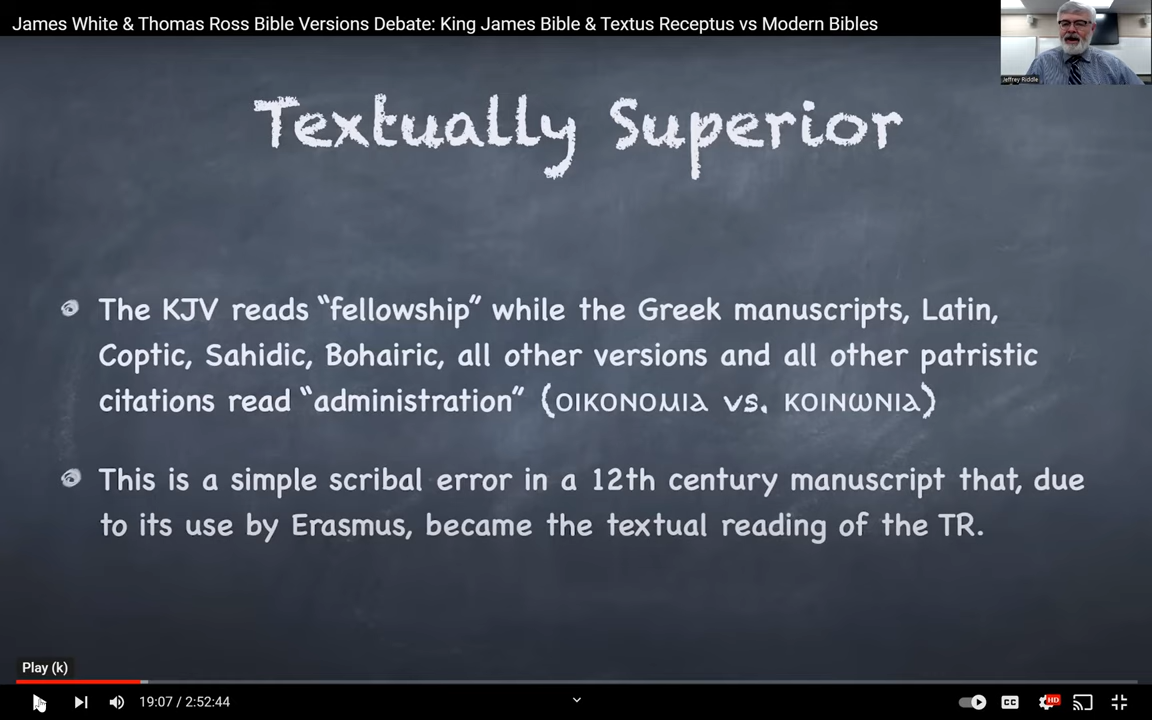 James White & Thomas Ross Bible Versions Debate: King James Bible & Textus Receptus vs Modern Bibles
Jeffrey Riddle
Textually Superior
The KJV reads “fellowship” while the Greek manuscripts, Latin,
Coptic, Sahidic, Bohairic, all other versions and all other patristic
citations read “administration” (ΟΙΚΟΝΟΜΙΑ vs. ΚΟΙΝΩΝΙΑ)
This is a simple scribal error in a 12th century manuscript that, due
to its use by Erasmus, became the textual reading of the TR.
Play (k)
19:07 / 2:52:44
CC
HD